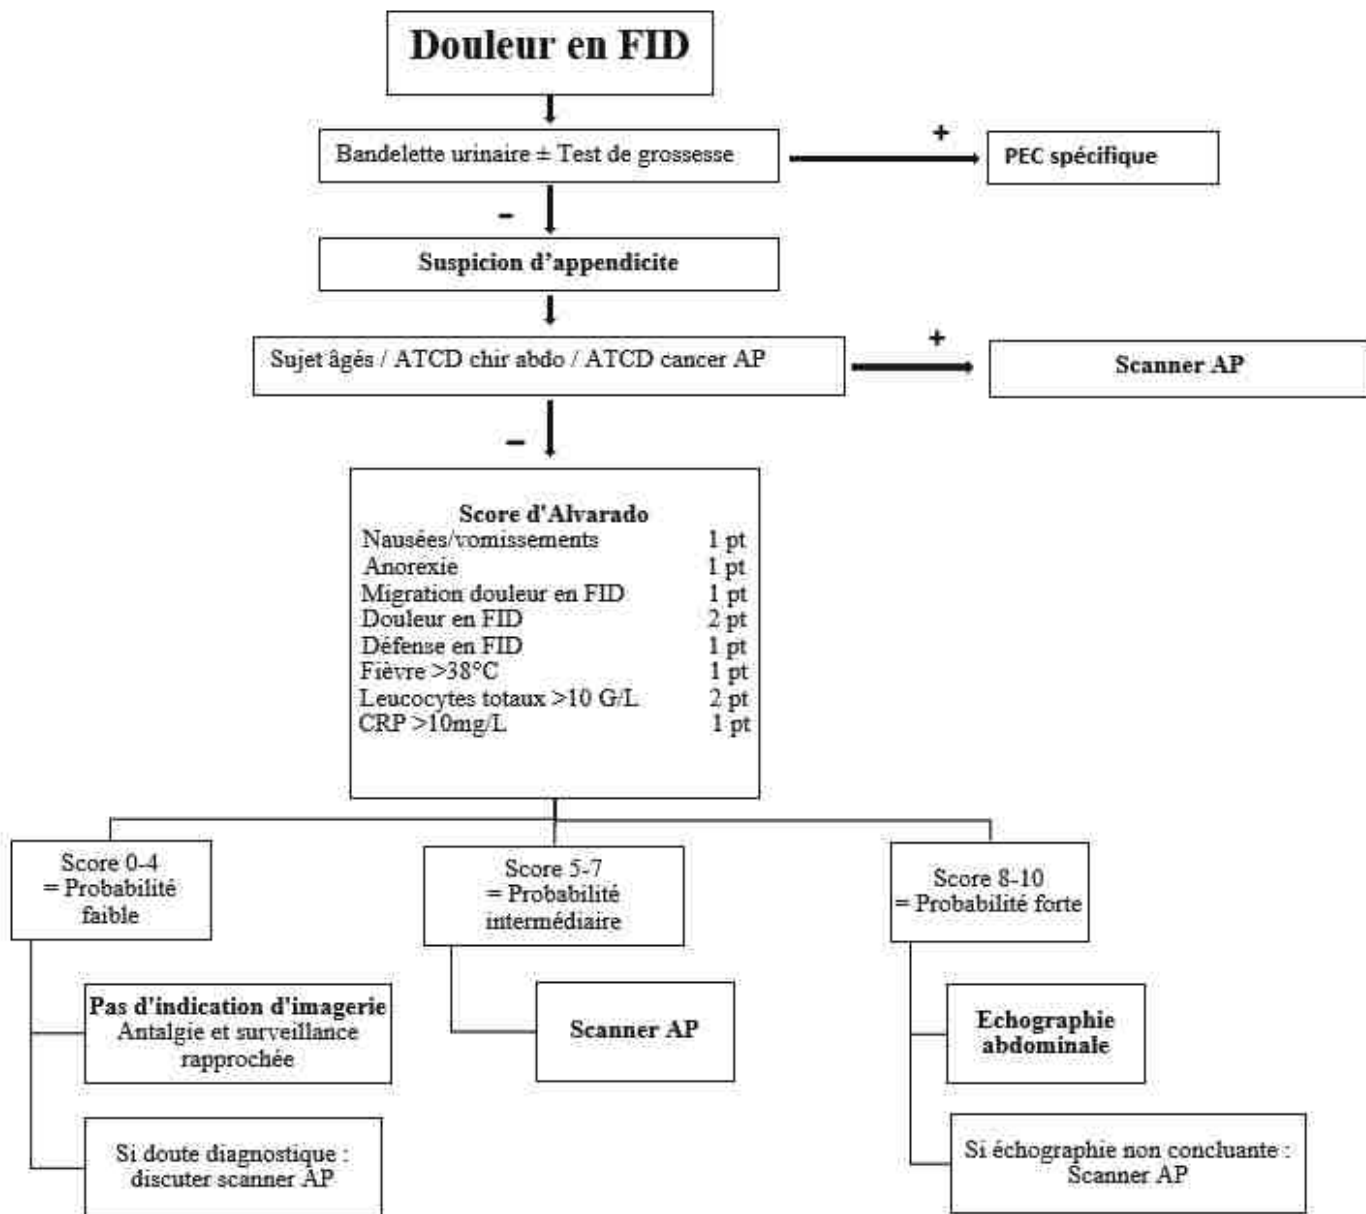 Douleur en FID
+
Bandelette urinaire ± Test de grossesse
PEC spécifique
-
Suspicion d'appendicite
+
Sujet âgés / ATCD chir abdo / ATCD cancer AP
Scanner AP
-
Score d'Alvarado
Nausées/vomissements 1 pt
Anorexie 1 pt
Migration douleur en FID 1 pt
Douleur en FID 2 pt
Défense en FID 1 pt
Fièvre >38°C 1 pt
Leucocytes totaux >10 G/L 2 pt
CRP >10mg/L 1 pt
Score 0-4
= Probabilité
faible
Score 5-7
= Probabilité
intermédiaire
Score 8-10
= Probabilité forte
Pas d'indication d'imagerie
Antalgie et surveillance
rapprochée
Scanner AP
Echographie
abdominale
Si doute diagnostique :
discuter scanner AP
Si échographie non concluante :
Scanner AP